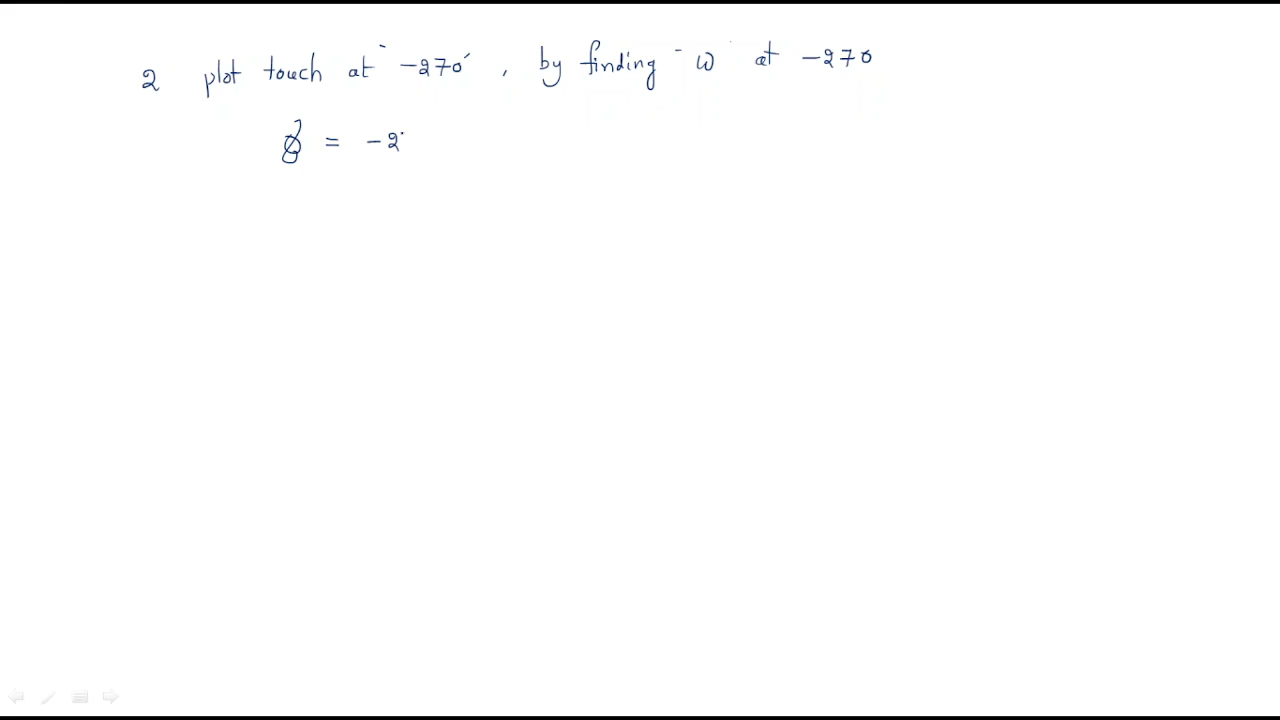 2 plot touch at -270°, by finding "ω" at -270
ϕ = -2